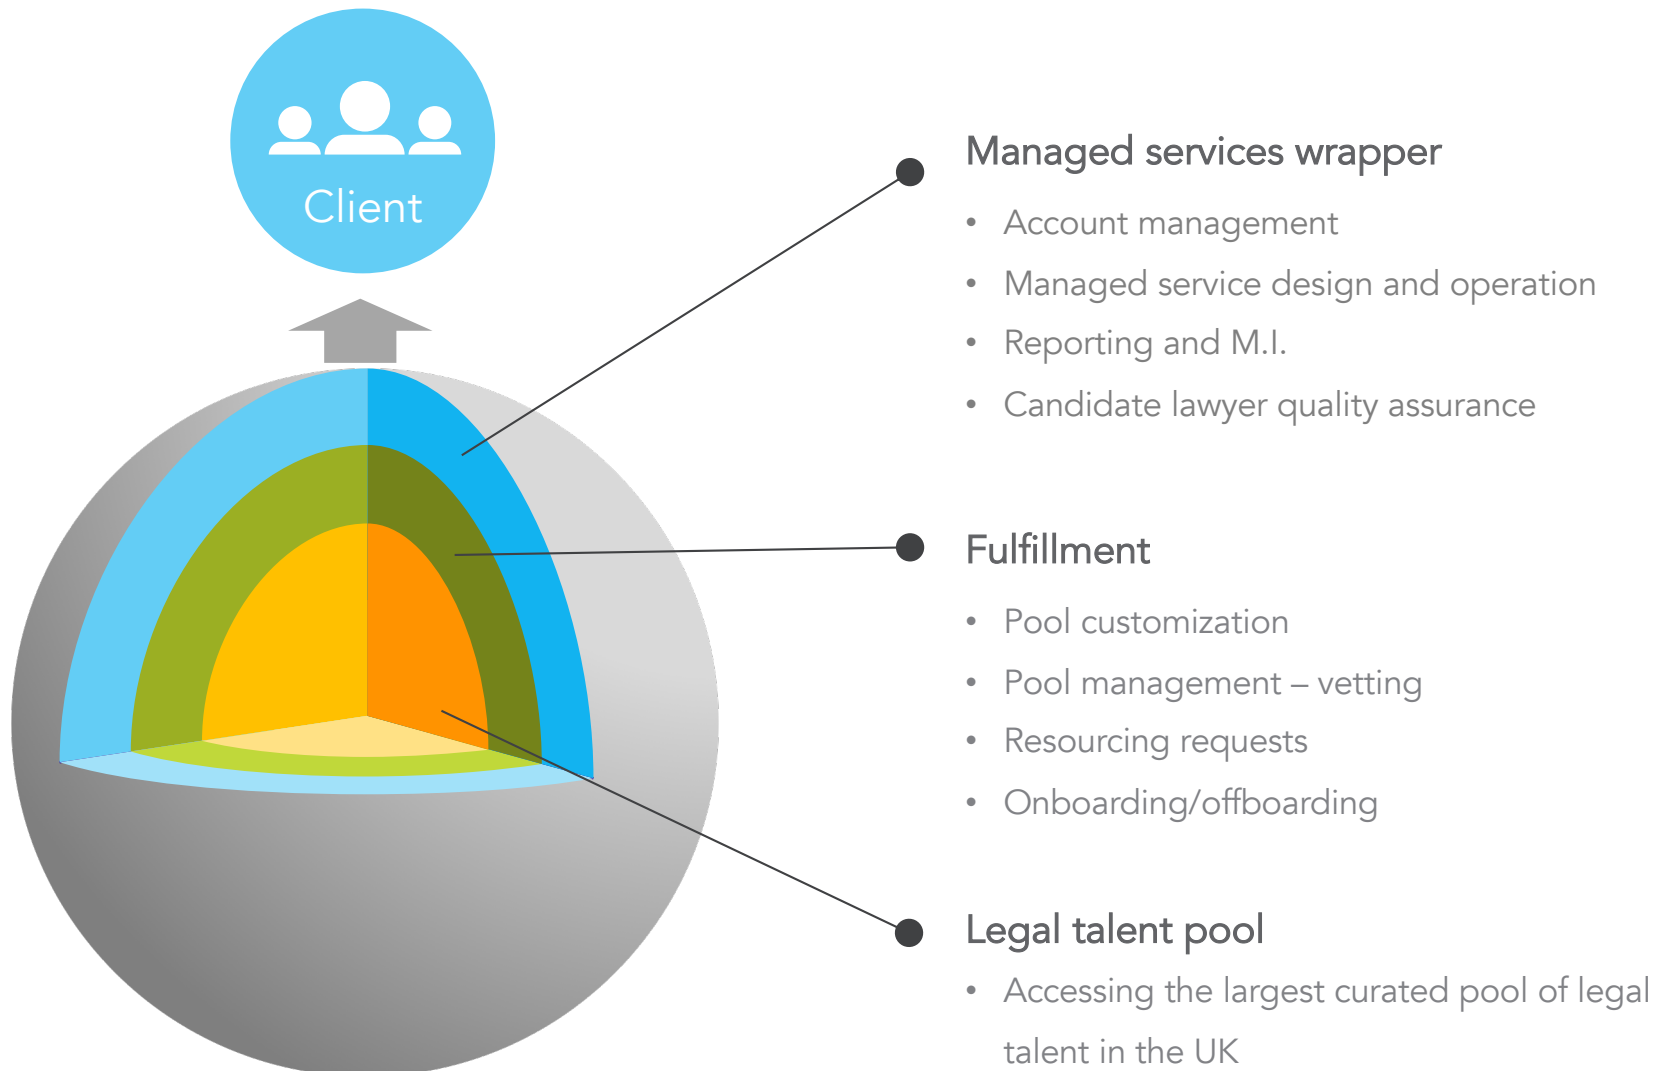 Client
Managed services wrapper
• Account management
• Managed service design and operation
• Reporting and M.I.
• Candidate lawyer quality assurance
Fulfillment
• Pool customization
• Pool management – vetting
• Resourcing requests
• Onboarding/offboarding
Legal talent pool
• Accessing the largest curated pool of legal
talent in the UK